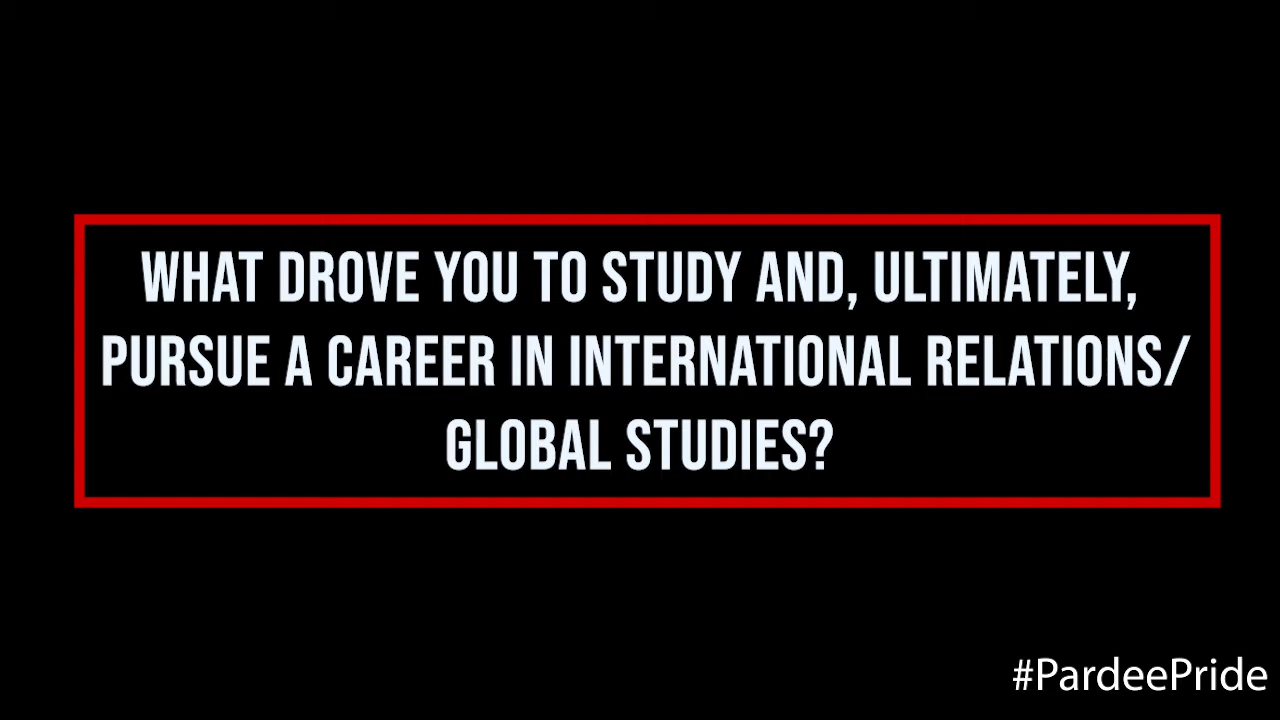 WHAT DROVE YOU TO STUDY AND, ULTIMATELY,
PURSUE A CAREER IN INTERNATIONAL RELATIONS/
GLOBAL STUDIES?
#PardeePride